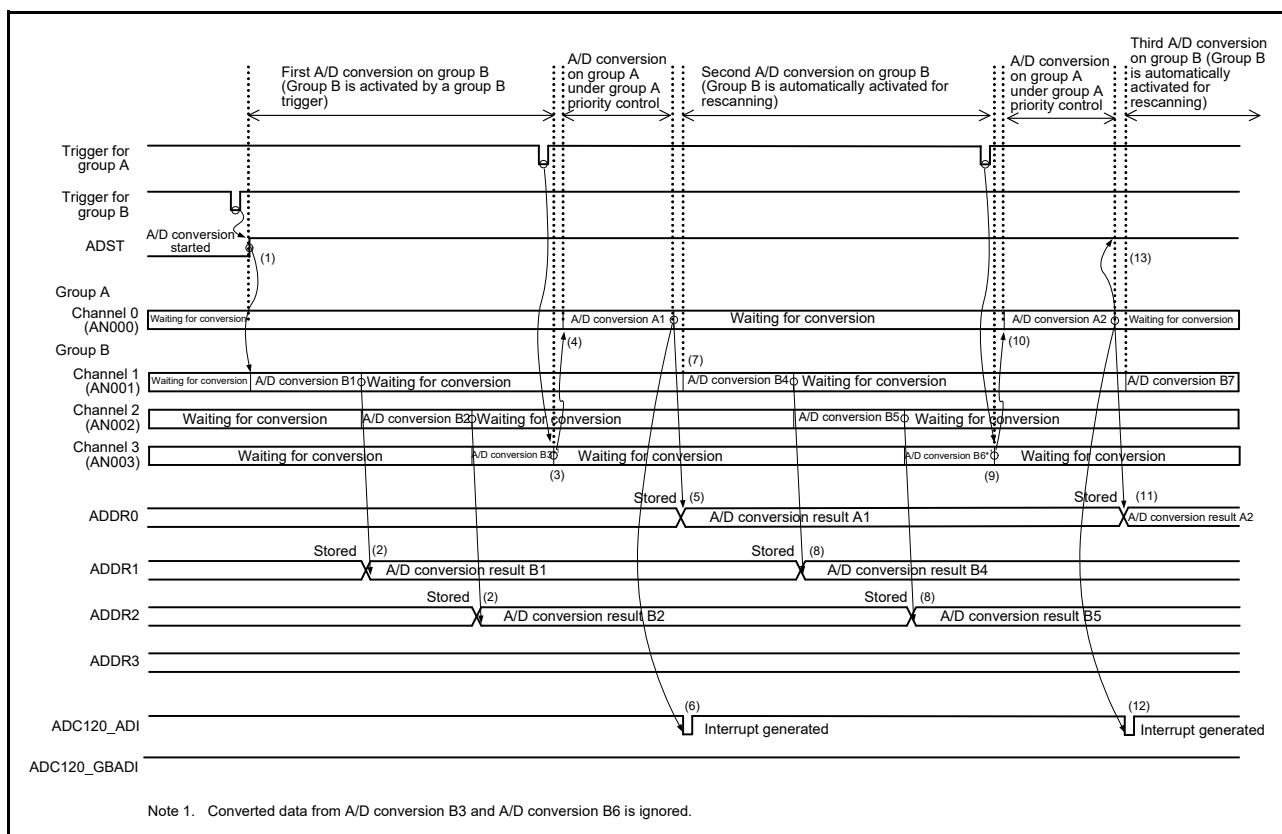 First A/D conversion on group B
(Group B is activated by a group B
trigger)
A/D conversion
on group A
under group A
priority control
Second A/D conversion on group B
(Group B is automatically activated for
rescanning)
A/D conversion
on group A
under group A
priority control
Third A/D conversion
on group B (Group B
is automatically
activated for
rescanning)
Trigger for
group A
Trigger for
group B
A/D conversion
started
ADST
(1)
(13)
Group A
Channel 0
(AN000)
Waiting for conversion
A/D conversion A1
Waiting for conversion
A/D conversion A2
Waiting for conversion
(4)
(10)
Group B
(7)
Channel 1
(AN001)
Waiting for conversion
A/D conversion B1
Waiting for conversion
A/D conversion B4
Waiting for conversion
A/D conversion B7
Channel 2
(AN002)
Waiting for conversion
A/D conversion B2
Waiting for conversion
A/D conversion B5
Waiting for conversion
Channel 3
(AN003)
Waiting for conversion
A/D conversion B3
Waiting for conversion
A/D conversion B6*
Waiting for conversion
(3)
(9)
ADDR0
Stored
(5)
A/D conversion result A1
Stored
(11)
A/D conversion result A2
ADDR1
Stored
(2)
A/D conversion result B1
Stored
(8)
A/D conversion result B4
ADDR2
Stored
(2)
A/D conversion result B2
Stored
(8)
A/D conversion result B5
ADDR3
ADC120_ADI
(6)
Interrupt generated
(12)
Interrupt generated
ADC120_GBADI
Note 1. Converted data from A/D conversion B3 and A/D conversion B6 is ignored.